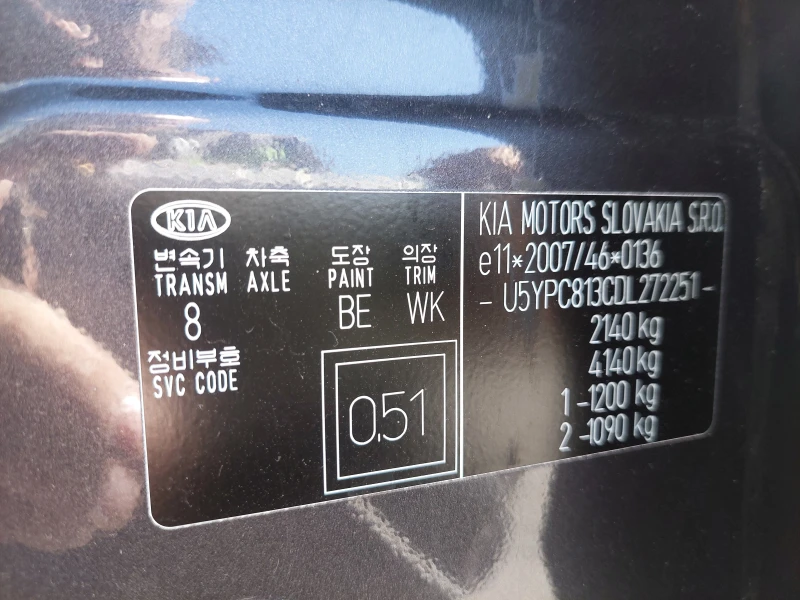 KIA
변속기 차축 도장 의장
TRANSM AXLE PAINT TRIM
8 BE WK
정비부호
SVC CODE
0.51
KIA MOTORS SLOVAKIA S.R.O.
e11*2007/46*0136
- U5YPC813CDL272251 -
2140 kg
4140 kg
1 - 1200 kg
2 - 1090 kg